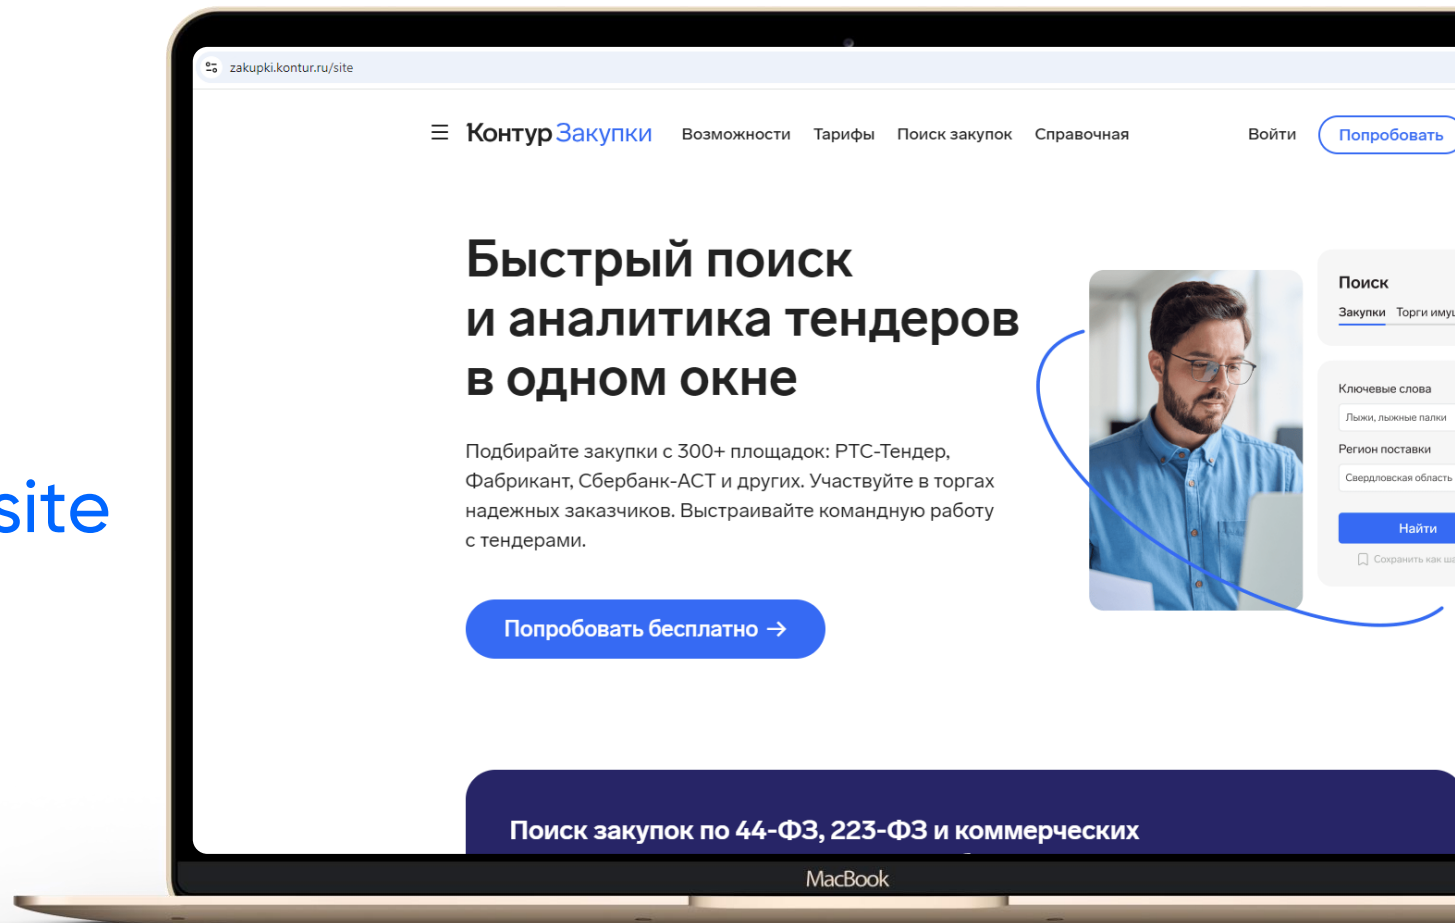 site
zakupki.kontur.ru/site
Контур Закупки Возможности Тарифы Поиск закупок Справочная Войти Попробовать
Быстрый поиск
и аналитика тендеров
в одном окне
Подбирайте закупки с 300+ площадок: РТС-Тендер,
Фабрикант, Сбербанк-АСТ и других. Участвуйте в торгах
надежных заказчиков. Выстраивайте командную работу
с тендерами.
Попробовать бесплатно →
Поиск
Закупки Торги
Ключевые слова
Лыжи, лыжные палки
Регион поставки
Свердловская область
Найти
Сохранить как
Поиск закупок по 44-ФЗ, 223-ФЗ и коммерческих
MacBook